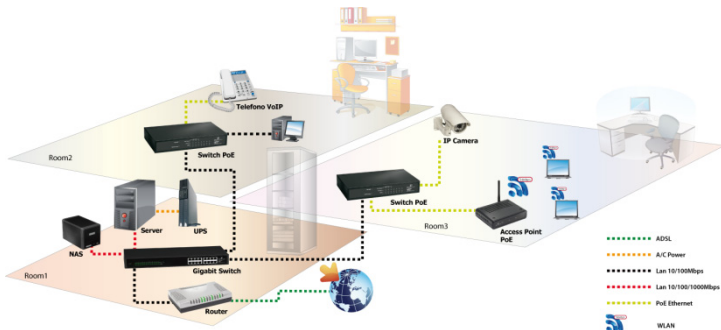 Telefono VoIP
Switch PoE
Room2
IP Camera
Switch PoE
Access Point
PoE
Room3
Server
UPS
NAS
Gigabit Switch
Room1
Router
ADSL
A/C Power
Lan 10/100Mbps
Lan 10/100/1000Mbps
PoE Ethernet
WLAN
?